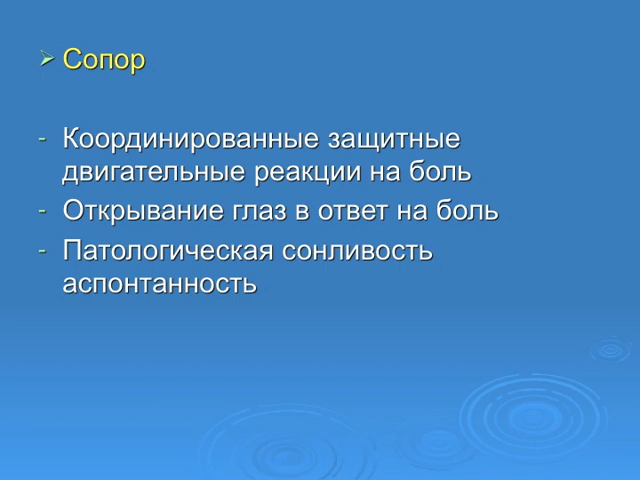 Сопор
- Координированные защитные
двигательные реакции на боль
- Открывание глаз в ответ на боль
- Патологическая сонливость
аспонтанность